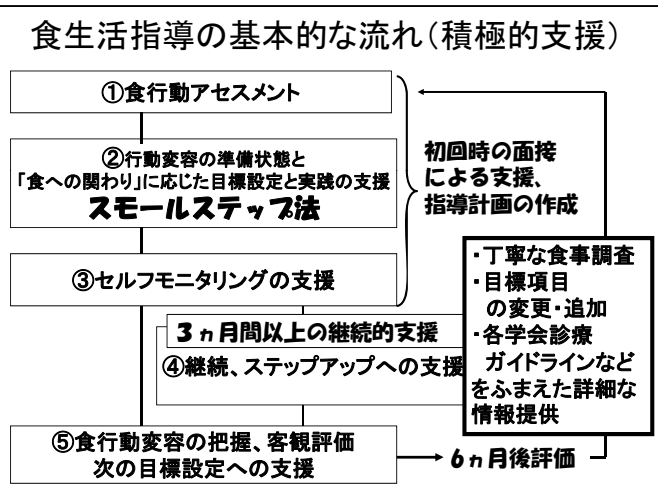 食生活指導の基本的な流れ(積極的支援)
①食行動アセスメント
②行動変容の準備状態と
「食への関わり」に応じた目標設定と実践の支援
スモールステップ法
③セルフモニタリングの支援
初回時の面接
による支援、
指導計画の作成
3ヵ月間以上の継続的支援
④継続、ステップアップへの支援
・丁寧な食事調査
・目標項目
の変更・追加
・各学会診療
ガイドラインなど
をふまえた詳細な
情報提供
⑤食行動変容の把握、客観評価
次の目標設定への支援
6ヵ月後評価